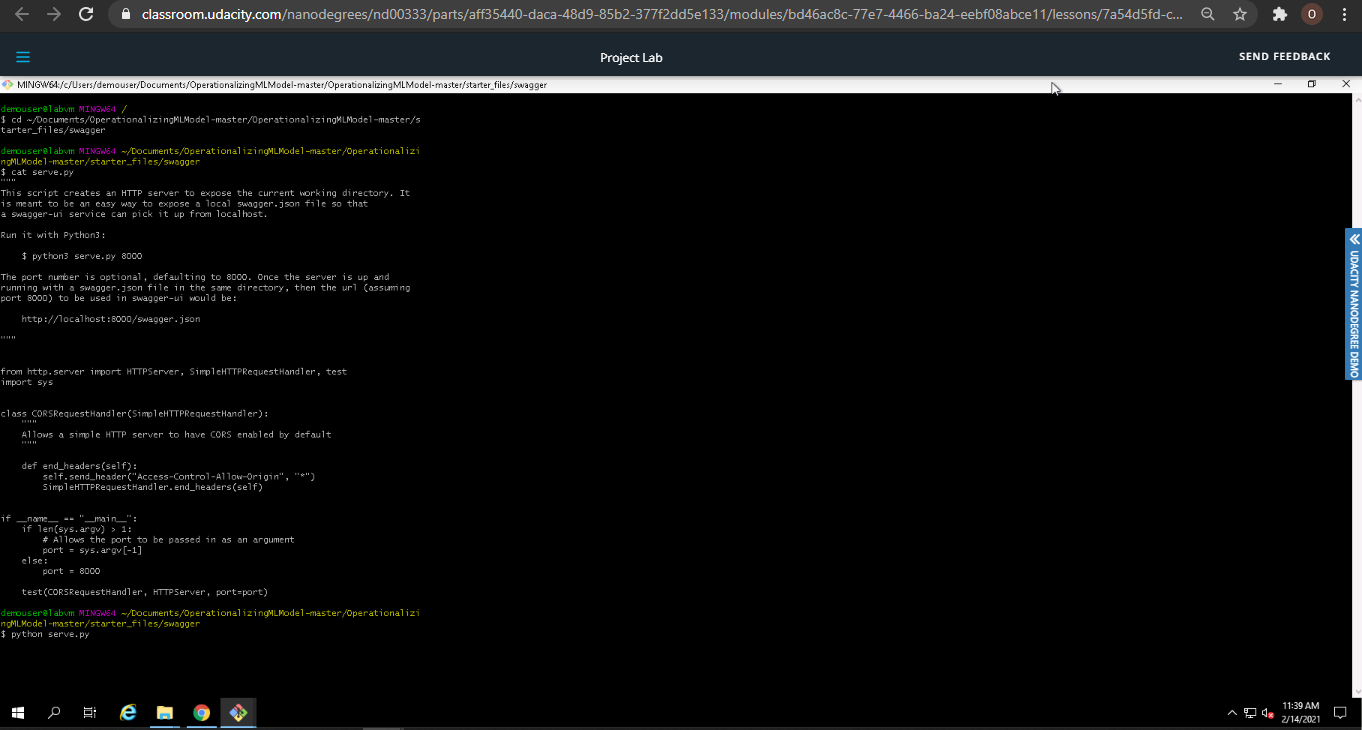 classroom.udacity.com/nanodegrees/nd00333/parts/aff35440-daca-48d9-85b2-377f2dd5e133/modules/bd46ac8c-77e7-4466-ba24-eebf08abce11/lessons/7a54d5fd-c...
O
Project Lab
SEND FEEDBACK
MINGW64:/c/Users/demouser/Documents/OperationalizingMLModel-master/OperationalizingMLModel-master/starter_files/swagger
demouser@labvm MINGW64 /
$ cd ~/Documents/OperationalizingMLModel-master/OperationalizingMLModel-master/s
tarter_files/swagger
demouser@labvm MINGW64 ~/Documents/OperationalizingMLModel-master/Operationalizi
ngMLModel-master/starter_files/swagger
$ cat serve.py
"""
This script creates an HTTP server to expose the current working directory. It
is meant to be an easy way to expose a local swagger.json file so that
a swagger-ui service can pick it up from localhost.
Run it with Python3:
$ python3 serve.py 8000
The port number is optional, defaulting to 8000. Once the server is up and
running with a swagger.json file in the same directory, then the url (assuming
port 8000) to be used in swagger-ui would be:
http://localhost:8000/swagger.json
"""
from http.server import HTTPServer, SimpleHTTPRequestHandler, test
import sys
class CORSRequestHandler(SimpleHTTPRequestHandler):
"""
Allows a simple HTTP server to have CORS enabled by default
"""
def end_headers(self):
self.send_header("Access-Control-Allow-Origin", "*")
SimpleHTTPRequestHandler.end_headers(self)
if __name__ == "__main__":
if len(sys.argv) > 1:
# Allows the port to be passed in as an argument
port = sys.argv[-1]
else:
port = 8000
test(CORSRequestHandler, HTTPServer, port=port)
demouser@labvm MINGW64 ~/Documents/OperationalizingMLModel-master/Operationalizi
ngMLModel-master/starter_files/swagger
$ python serve.py
UDACITY NANODEGREE DEMO
11:39 AM
2/14/2021